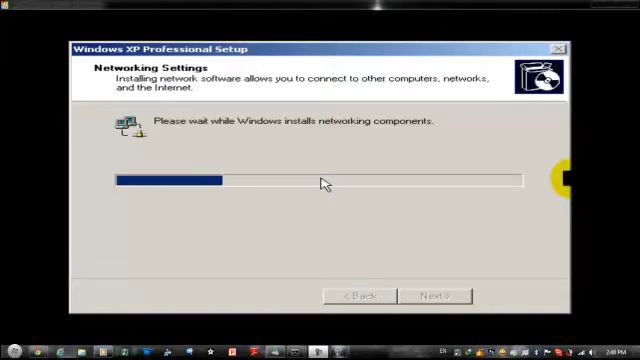 Windows XP Professional Setup
Networking Settings
Installing network software allows you to connect to other computers, networks,
and the Internet.
Please wait while Windows installs networking components.
< Back
Next >
EN
2:48 PM